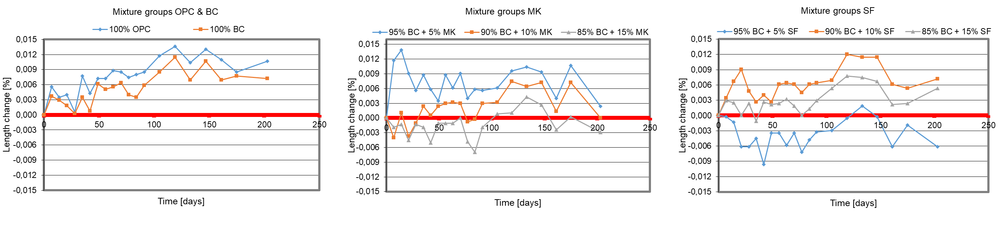 Mixture groups OPC & BC
100% OPC 100% BC
0,015
0,012
0,009
0,006
0,003
0,000
-0,003
-0,006
-0,009
-0,012
-0,015
0 50 100 150 200 250
Length change [%]
Time [days]
Mixture groups MK
95% BC + 5% MK 90% BC + 10% MK 85% BC + 15% MK
0,015
0,012
0,009
0,006
0,003
0,000
-0,003
-0,006
-0,009
-0,012
-0,015
0 50 100 150 200 250
Length change [%]
Time [days]
Mixture groups SF
95% BC + 5% SF 90% BC + 10% SF 85% BC + 15% SF
0,015
0,012
0,009
0,006
0,003
0,000
-0,003
-0,006
-0,009
-0,012
-0,015
0 50 100 150 200 250
Length change [%]
Time [days]